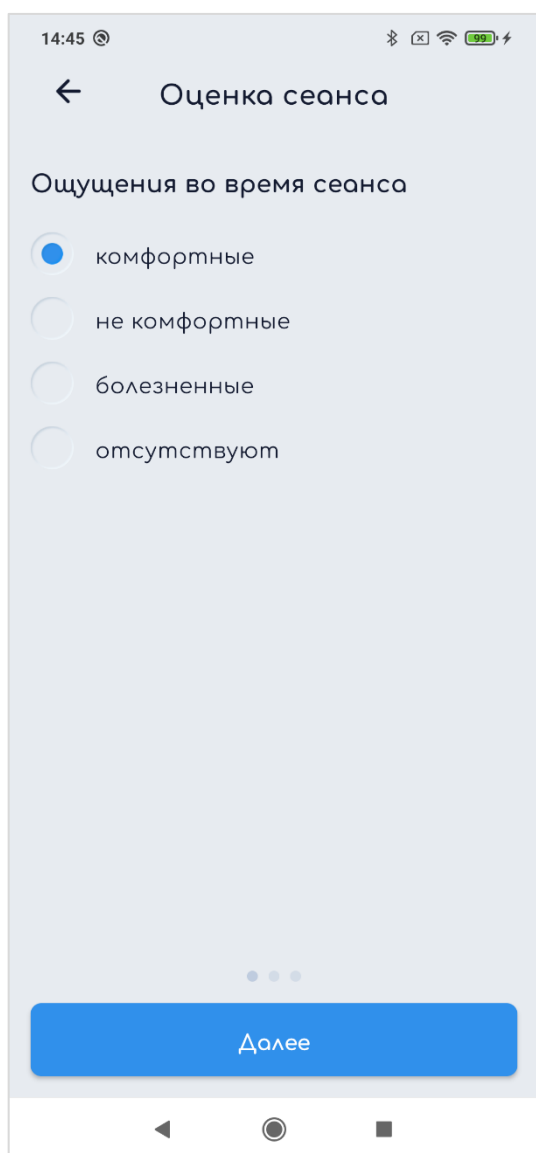 14:45
99
Оценка сеанса
Ощущения во время сеанса
комфортные
не комфортные
болезненные
отсутствуют
Далее